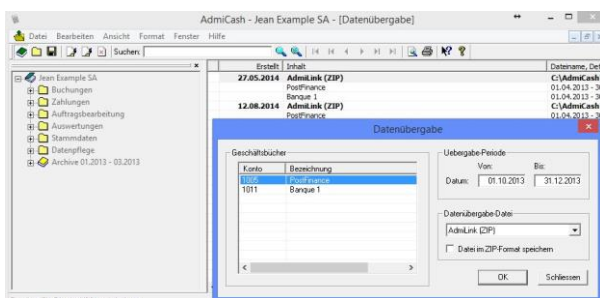 AdmiCash - Jean Example SA - [Datenübergabe]
Datei Bearbeiten Ansicht Format Fenster Hilfe
Suchen:
Erstellt Inhalt Dateiname, Det
Jean Example SA
Buchungen
Zahlungen
Auftragsbearbeitung
Auswertungen
Stammdaten
Datenpflege
Archive 01.2013 - 03.2013
27.05.2014 AdmiLink (ZIP) C:\AdmiCash
PostFinance 01.04.2013 - 3
Banque 1 01.04.2013 - 3
12.08.2014 AdmiLink (ZIP) C:\AdmiCash
PostFinance 01.04.2013 - 3
Datenübergabe
Geschäftsbücher
Konto Bezeichnung
1005 PostFinance
1011 Banque 1
Uebergabe-Periode
Von: Bis:
Datum: 01.10.2013 31.12.2013
Datenübergabe-Datei
AdmiLink (ZIP)
Datei im ZIP-Format speichern
OK Schliessen